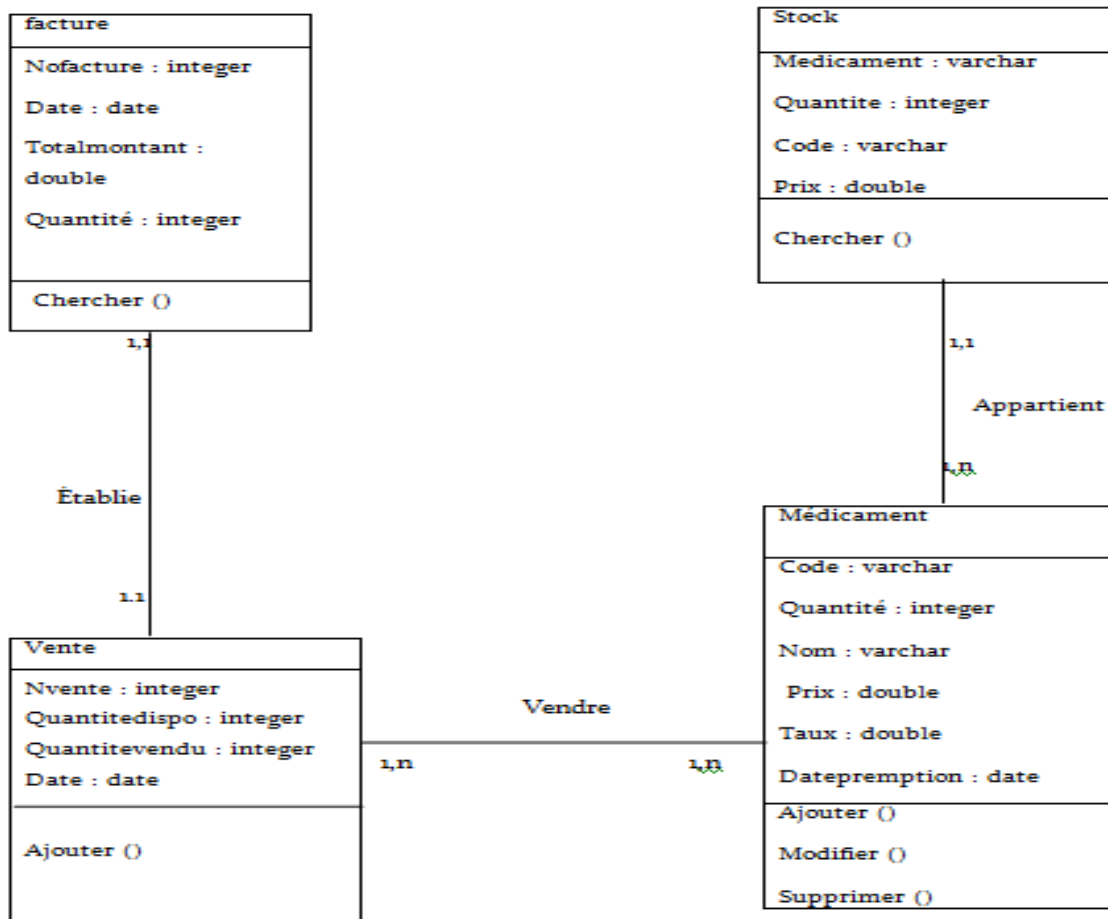 facture
Nofacture : integer
Date : date
Totalmontant :
double
Quantité : integer
Chercher ()
Stock
Medicament : varchar
Quantite : integer
Code : varchar
Prix : double
Chercher ()
1,1
Établie
1.1
1,1
Appartient
1,n
Vente
Nvente : integer
Quantitedispo : integer
Quantitevendu : integer
Date : date
Ajouter ()
Vendre
1,n
1,n
Médicament
Code : varchar
Quantité : integer
Nom : varchar
Prix : double
Taux : double
Datepremption : date
Ajouter ()
Modifier ()
Supprimer ()